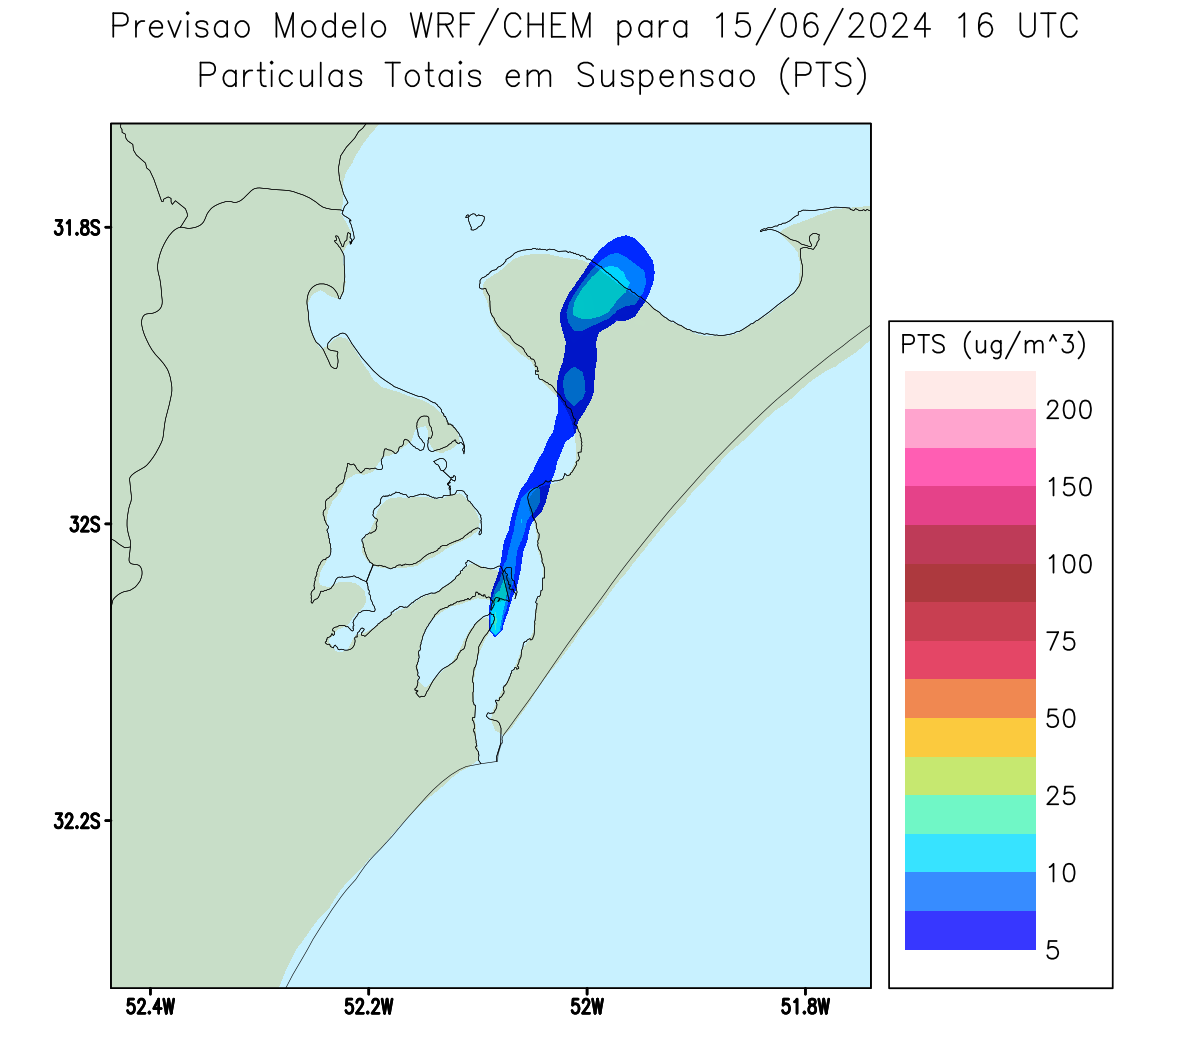 Previsao Modelo WRF/CHEM para 15/06/2024 16 UTC
Particulas Totais em Suspensao (PTS)
31.8S
32S
32.2S
52.4W
52.2W
52W
51.8W
PTS (ug/m^3)
200
150
100
75
50
25
10
5